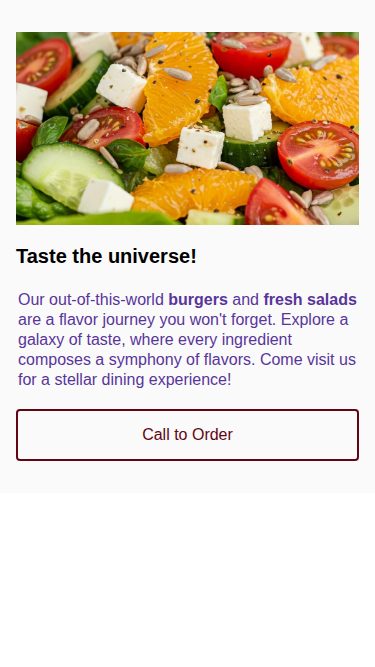 Taste the universe!
Our out-of-this-world burgers and fresh salads
are a flavor journey you won't forget. Explore a
galaxy of taste, where every ingredient
composes a symphony of flavors. Come visit us
for a stellar dining experience!
Call to Order